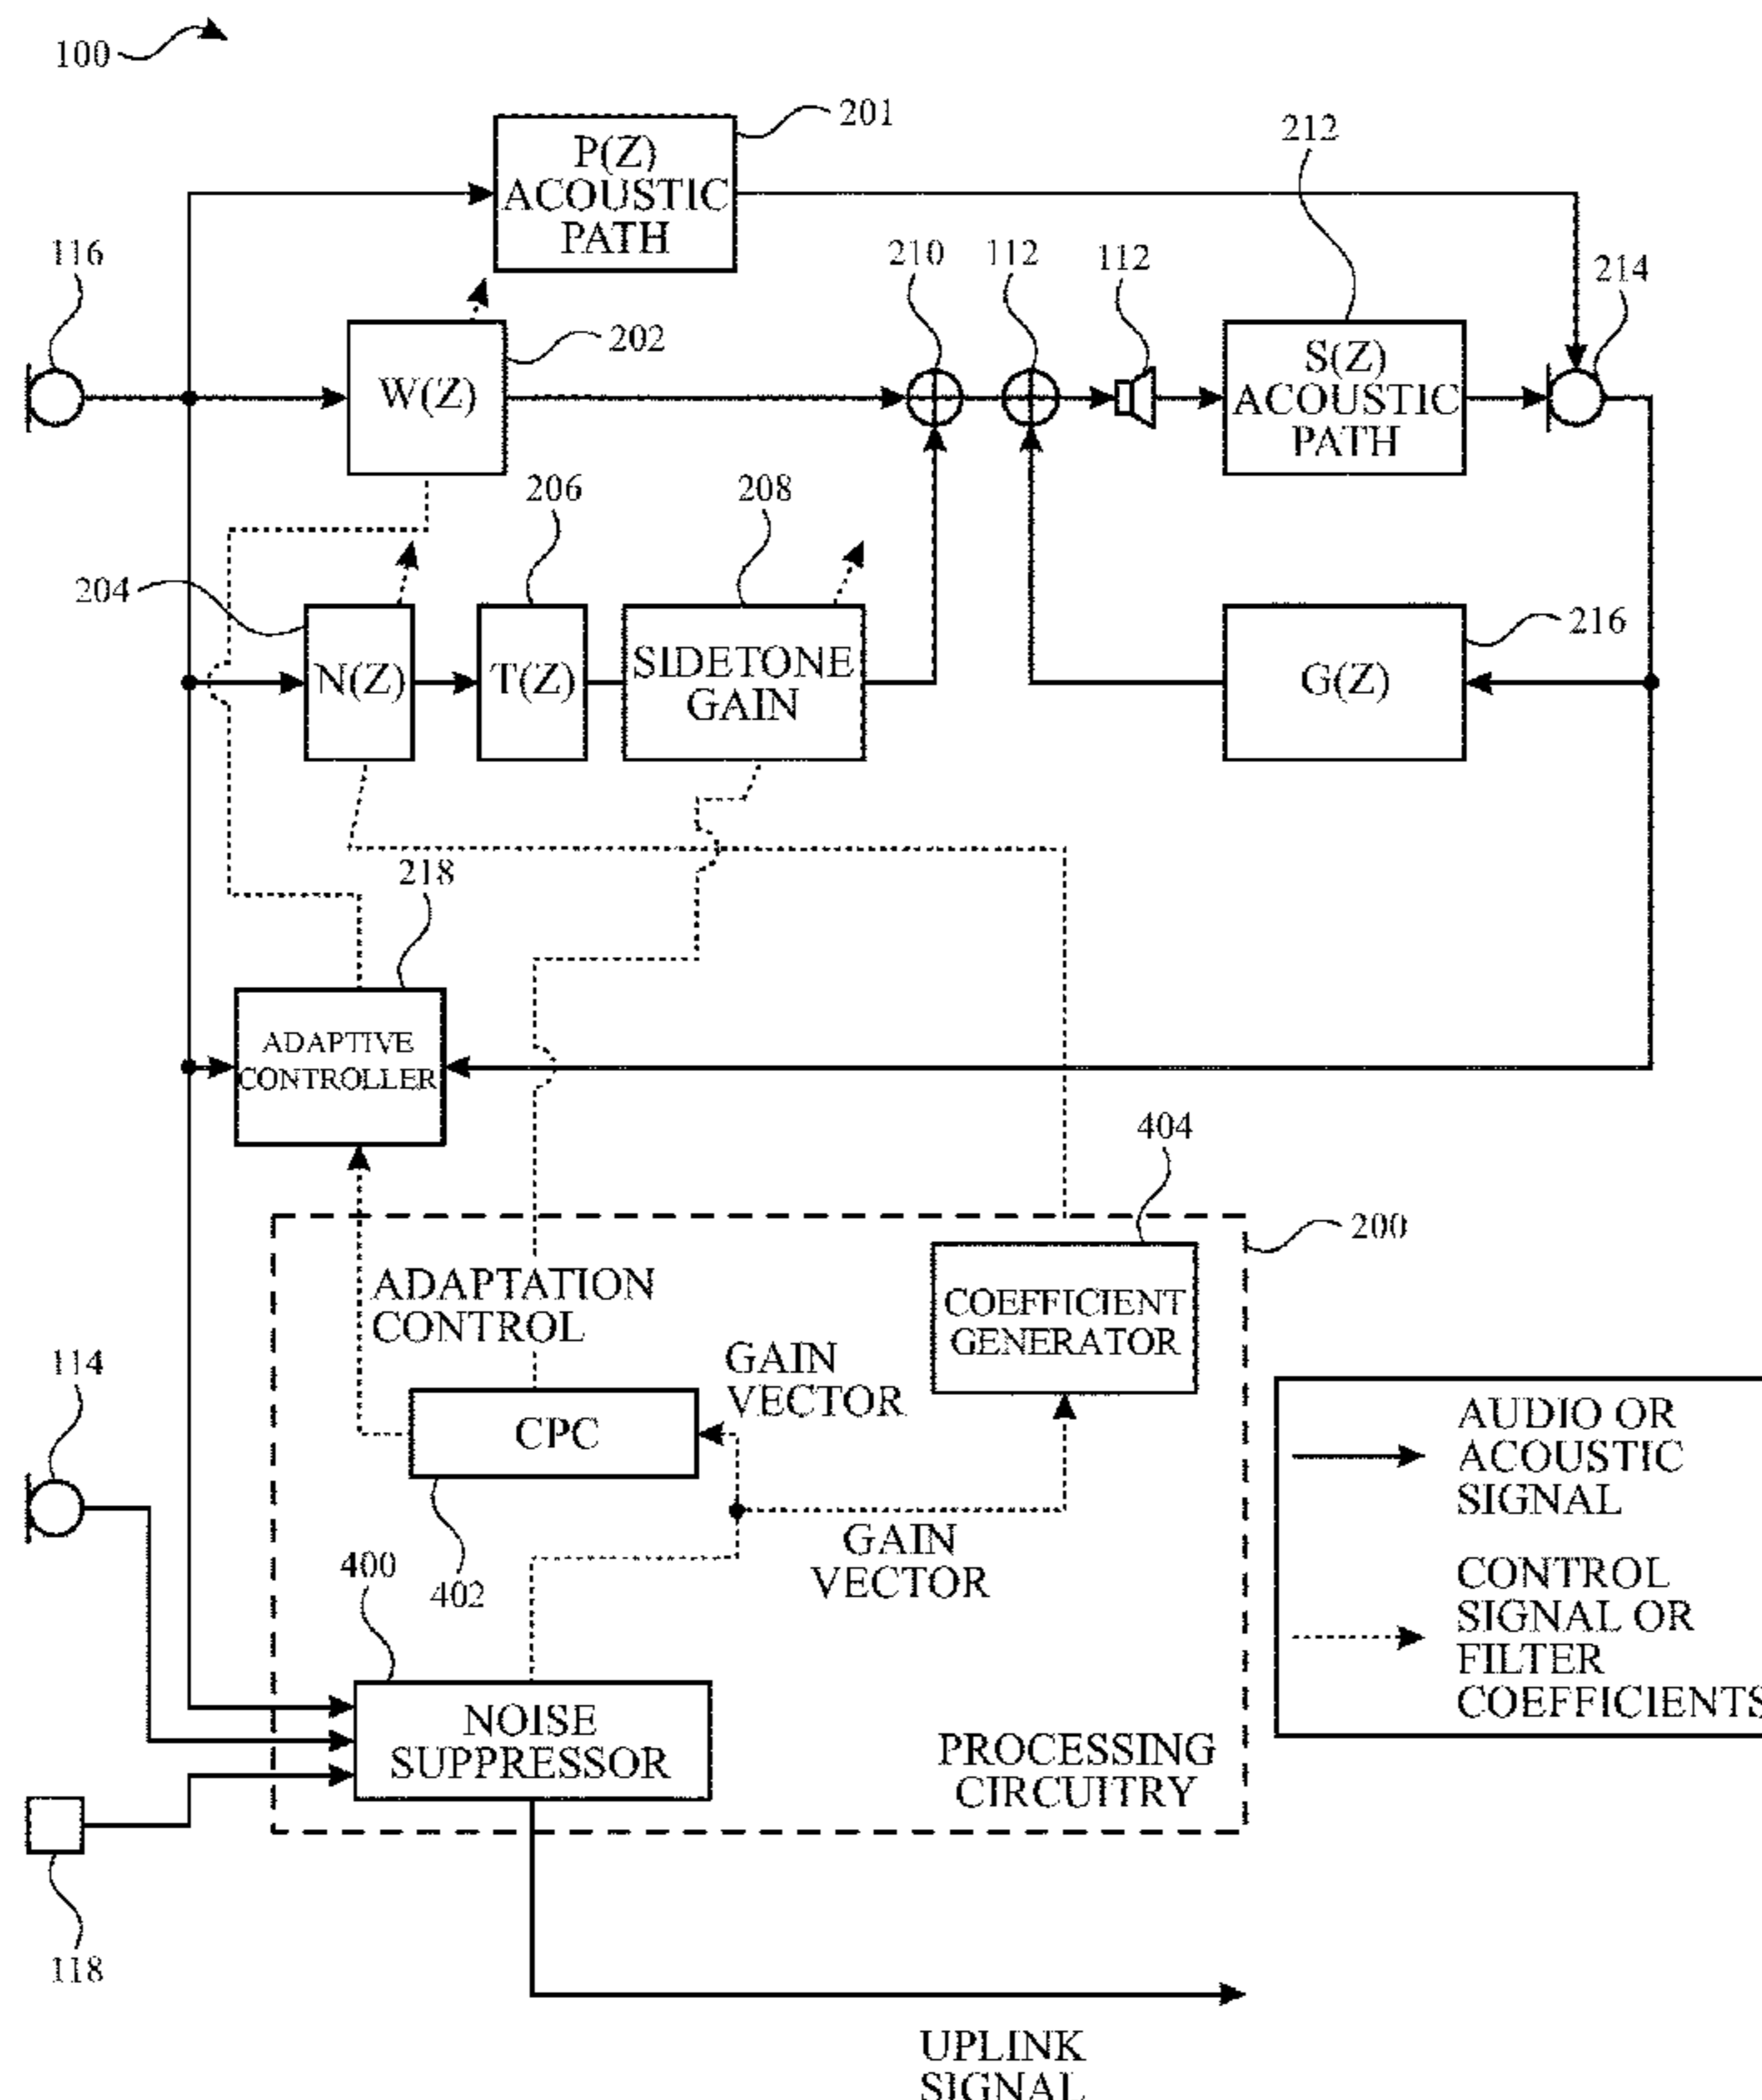 100
201
P(Z)
ACOUSTIC
PATH
212
116
210
112
112
214
202
W(Z)
S(Z)
ACOUSTIC
PATH
206
208
204
N(Z)
T(Z)
SIDETONE
GAIN
G(Z)
216
218
ADAPTIVE
CONTROLLER
404
200
ADAPTATION
CONTROL
COEFFICIENT
GENERATOR
114
GAIN
VECTOR
CPC
402
GAIN
VECTOR
400
NOISE
SUPPRESSOR
PROCESSING
CIRCUITRY
118
AUDIO OR
ACOUSTIC
SIGNAL
CONTROL
SIGNAL OR
FILTER
COEFFICIENTS
UPLINK
SIGNAL